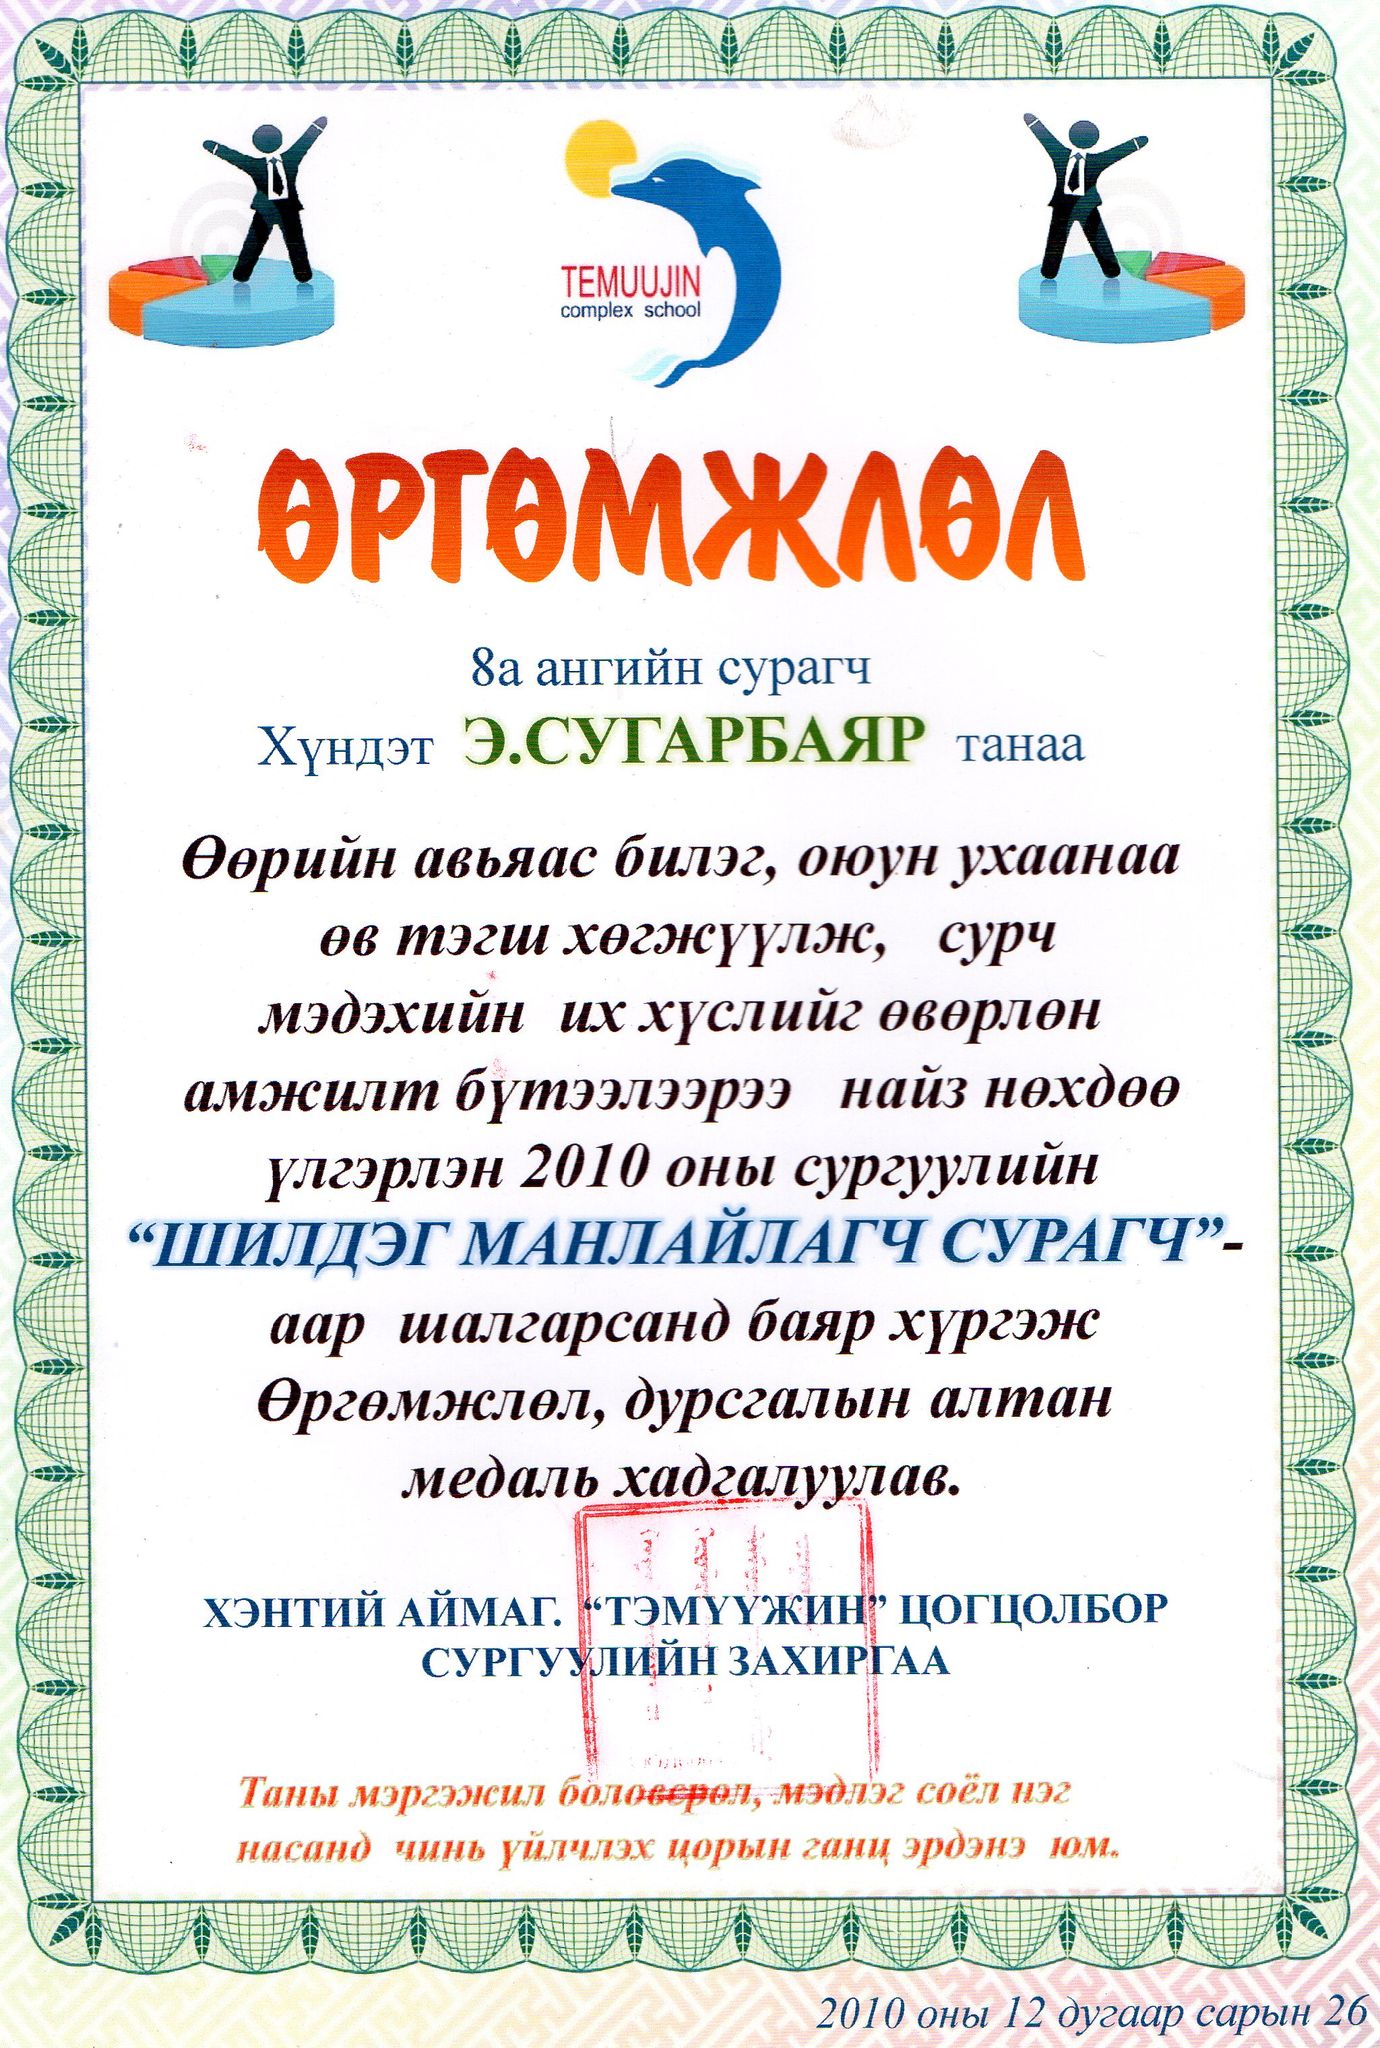 TEMUUJIN
complex school
ӨРГӨМЖЛӨЛ
8а ангийн сурагч
Хүндэт Э.СУГАРБАЯР танаа
Өөрийн авьяас билэг, оюун ухаанаа
өв тэгш хөгжүүлж, сурч
мэдэхийн их хүслийг өвөрлөн
амжилт бүтээлээрээ найз нөхдөө
үлгэрлэн 2010 оны сургуулийн
“ШИЛДЭГ МАНЛАЙЛАГЧ СУРАГЧ”-
аар шалгарсанд баяр хүргэж
Өргөмжлөл, дурсгалын алтан
медаль хадгалуулав.
ХЭНТИЙ АЙМАГ. “ТЭМҮҮЖИН” ЦОГЦОЛБОР
СУРГУУЛИЙН ЗАХИРГАА
Таны мэргэжил боловсрол, мэдлэг соёл нэг
насанд чинь үйлчлэх цорын ганц эрдэнэ юм.
2010 оны 12 дугаар сарын 26